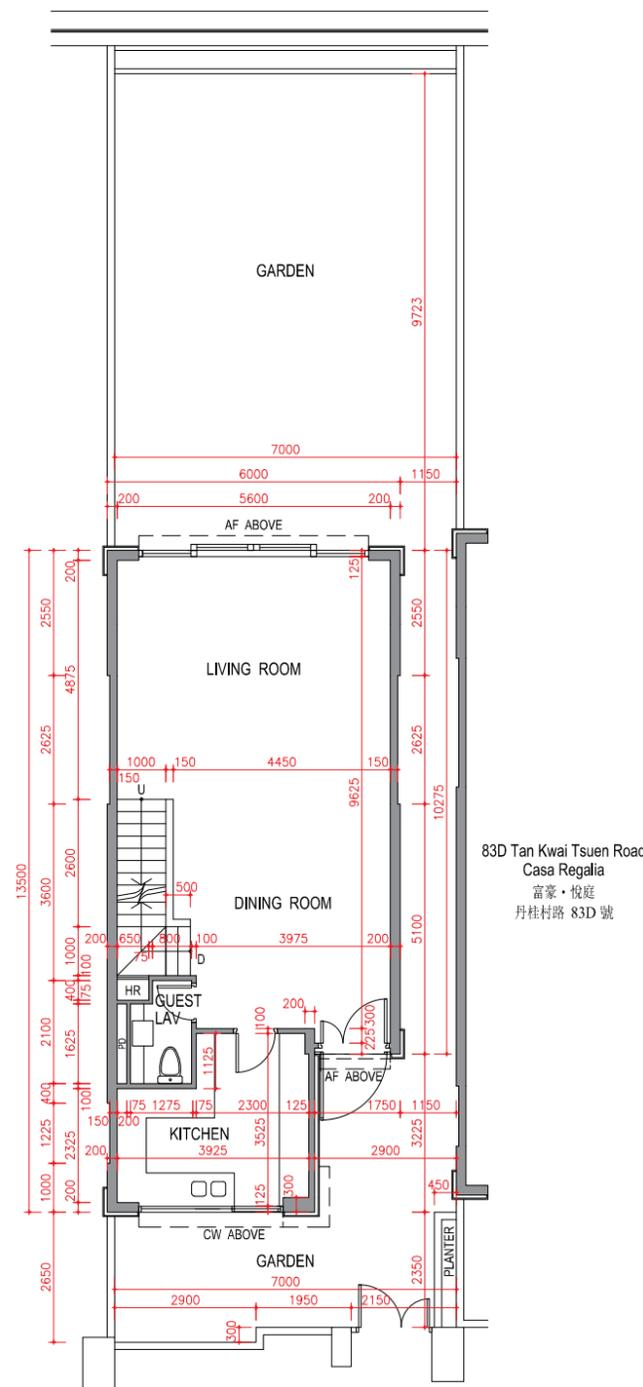 GARDEN
9723
7000
6000 1150
200 5600 200
AF ABOVE
200
125
2550
2550
4875
LIVING ROOM
2625
2625
1000 150 4450 150
150
9625
10275
U
13500
3600
2600
500
DINING ROOM
83D Tan Kwai Tsuen Road
Casa Regalia
富豪・悅庭
丹桂村路 83D 號
5100
200 650 800 100 3975 200
75
D
1000
100
400
75
HR
GUEST
LAV
200
300
100
225
2100
1625
PD
1125
AF ABOVE
400
100
75 1275 75 2300 125 1750 1150
150 200
1225
2325
KITCHEN
3525
3225
200 3925 2900
1000
200
125
300
450
CW ABOVE
GARDEN
PLANTER
2650
2350
7000
2900 1950 2150
300